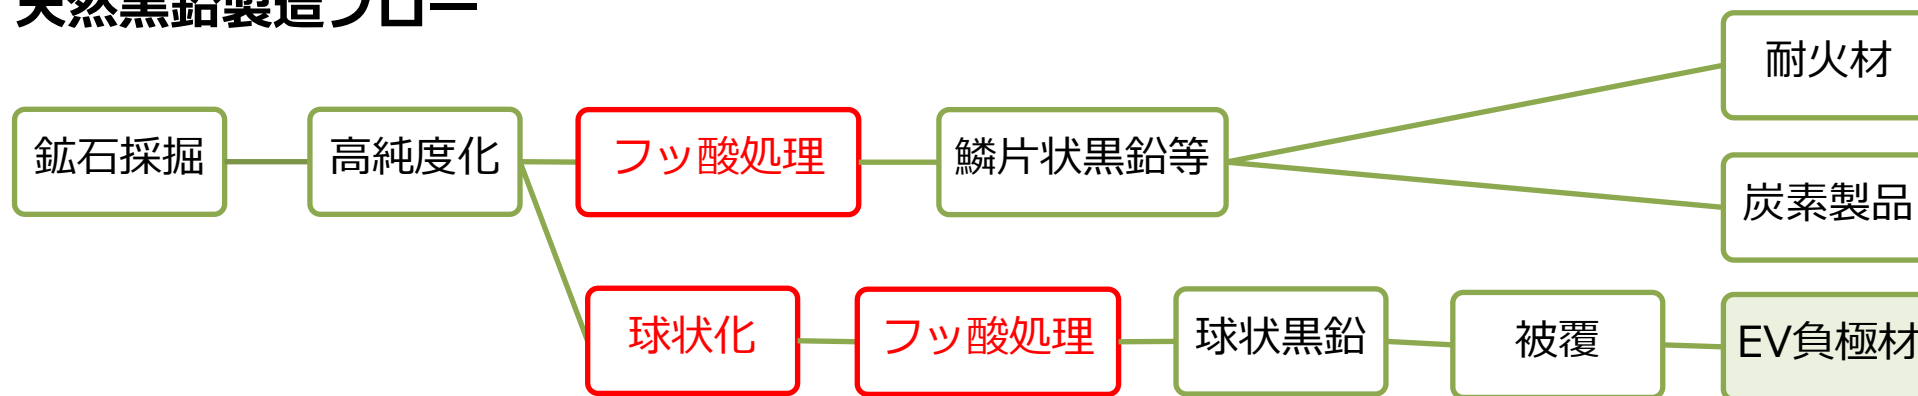 天然黒鉛製造フロー
耐火材
鉱石採掘
高純度化
フッ酸処理
鱗片状黒鉛等
炭素製品
球状化
フッ酸処理
球状黒鉛
被覆
EV負極材